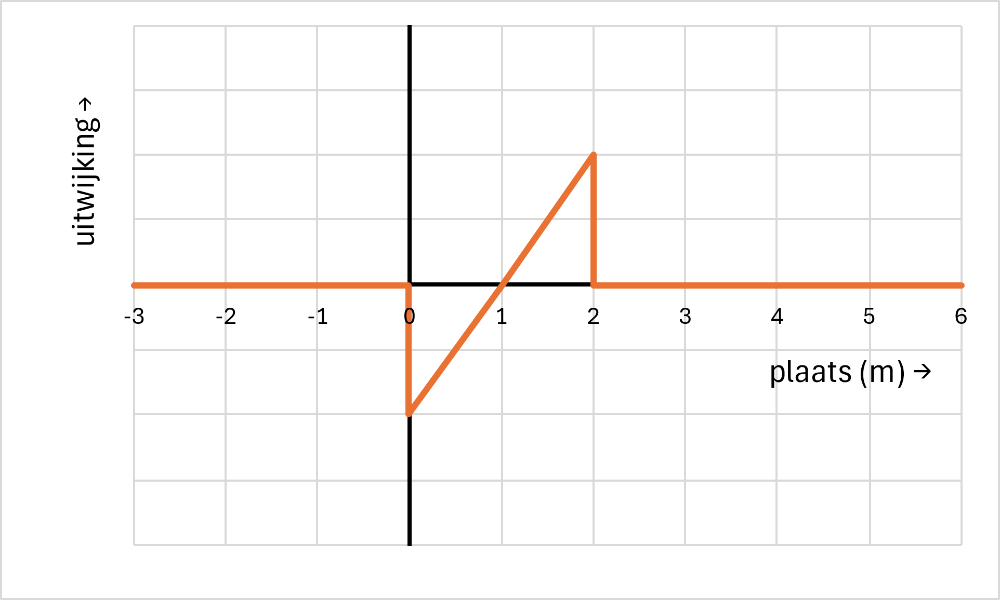 uitwijking →
-3 -2 -1 0 1 2 3 4 5 6
plaats (m) →